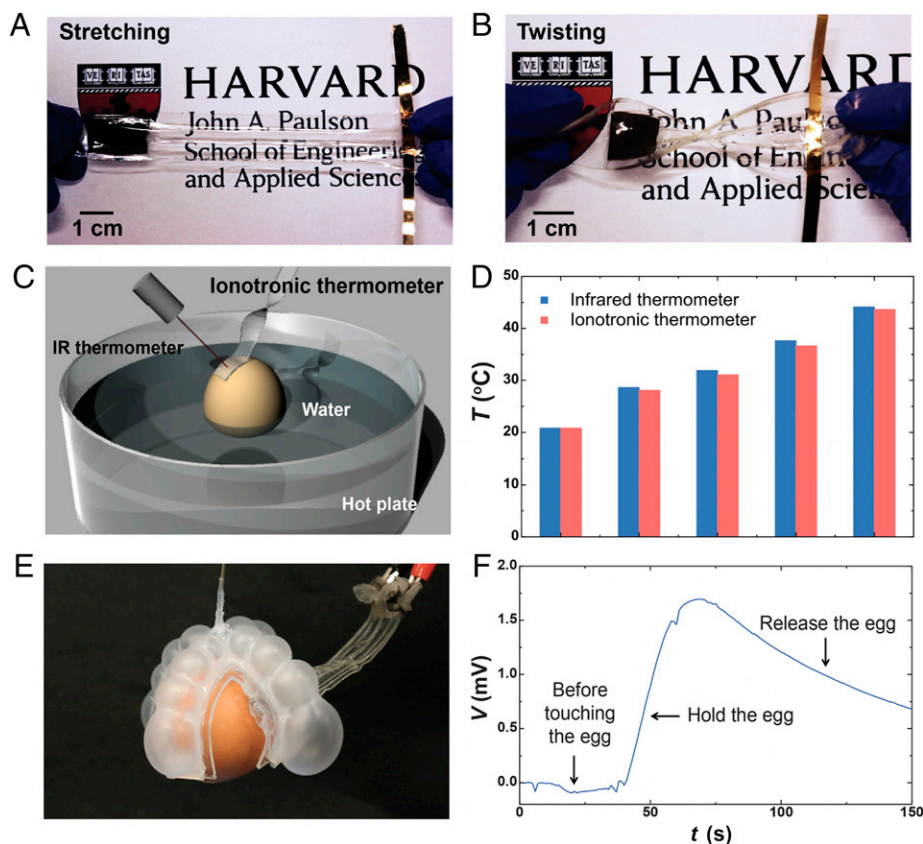 A
Stretching
VE RI TAS
HARVARD
John A. Paulson
School of Engineerin
and Applied Science
1 cm
B
Twisting
VE RI TAS
HARVARD
John A. Paulson
School of Engin
and Applied Scien
1 cm
C
Ionotronic thermometer
IR thermometer
Water
Hot plate
D
50
40
30
20
10
0
T (°C)
Infrared thermometer
Ionotronic thermometer
E
F
2.0
1.5
1.0
0.5
0.0
V (mV)
Before
touching
the egg
Hold the egg
Release the egg
0 50 100 150
t (s)